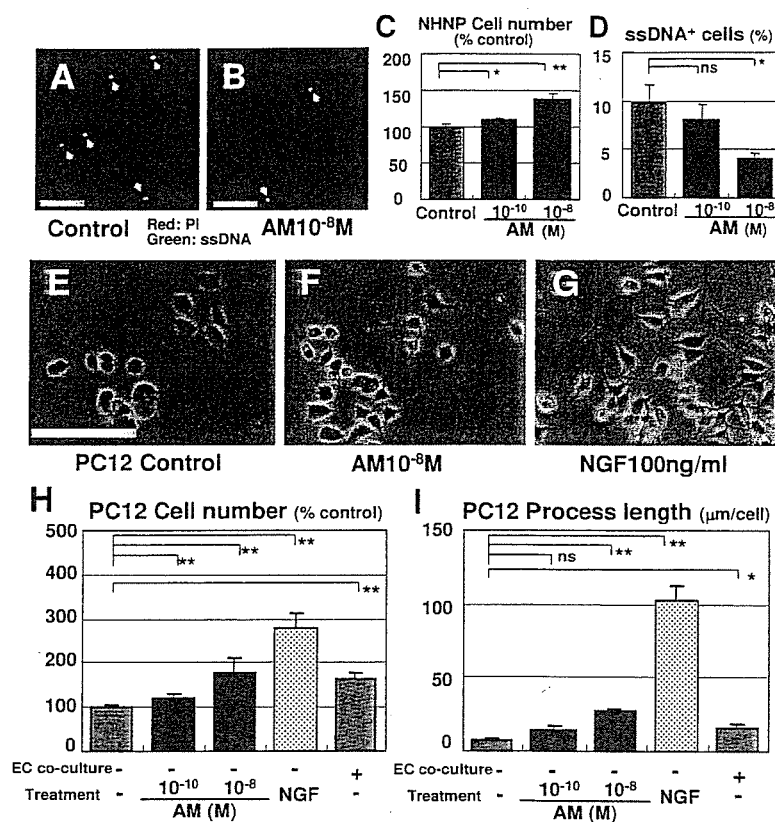 A
B
Control
Red: PI
Green: ssDNA
AM10⁻⁸M
C NHNP Cell number
(% control)
200
150
100
50
0
*
**
Control
10⁻¹⁰ 10⁻⁸
AM (M)
D ssDNA⁺ cells (%)
15
10
5
0
ns
*
Control
10⁻¹⁰ 10⁻⁸
AM (M)
E
F
G
PC12 Control
AM10⁻⁸M
NGF100ng/ml
H PC12 Cell number (% control)
500
400
300
200
100
0
**
**
**
**
EC co-culture - - - - +
Treatment - 10⁻¹⁰ 10⁻⁸ NGF -
AM (M)
I PC12 Process length (μm/cell)
150
100
50
0
**
ns **
*
EC co-culture - - - - +
Treatment - 10⁻¹⁰ 10⁻⁸ NGF -
AM (M)